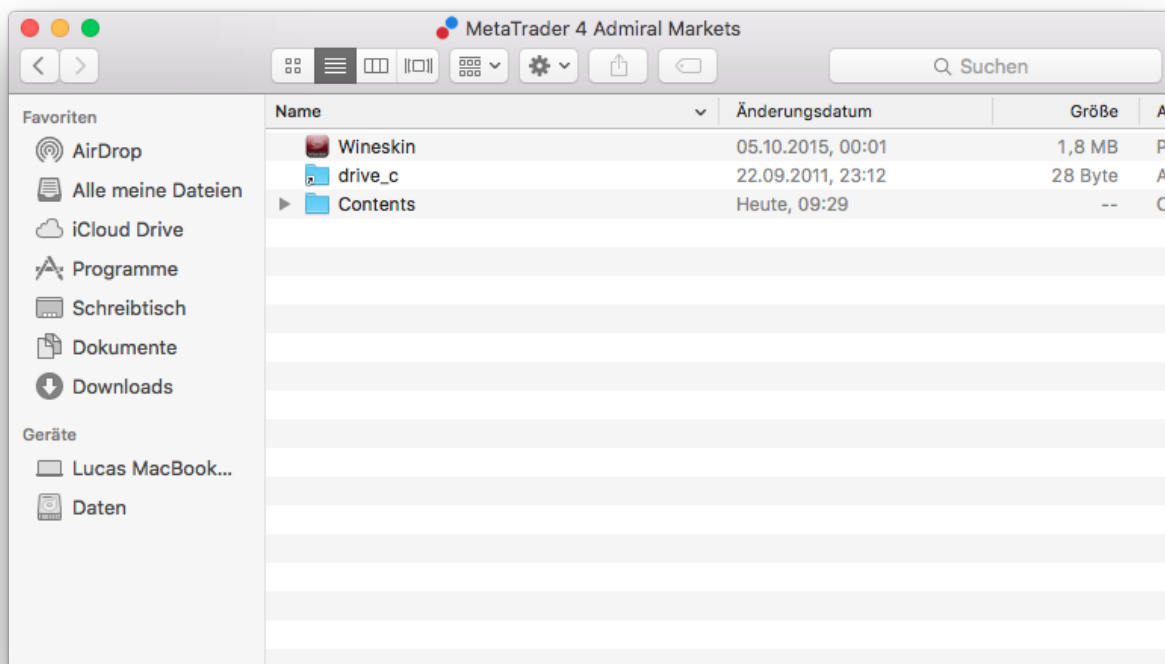 MetaTrader 4 Admiral Markets
Suchen
Favoriten
AirDrop
Alle meine Dateien
iCloud Drive
Programme
Schreibtisch
Dokumente
Downloads
Geräte
Lucas MacBook...
Daten
Name Änderungsdatum Größe A
Wineskin 05.10.2015, 00:01 1,8 MB P
drive_c 22.09.2011, 23:12 28 Byte A
Contents Heute, 09:29 --